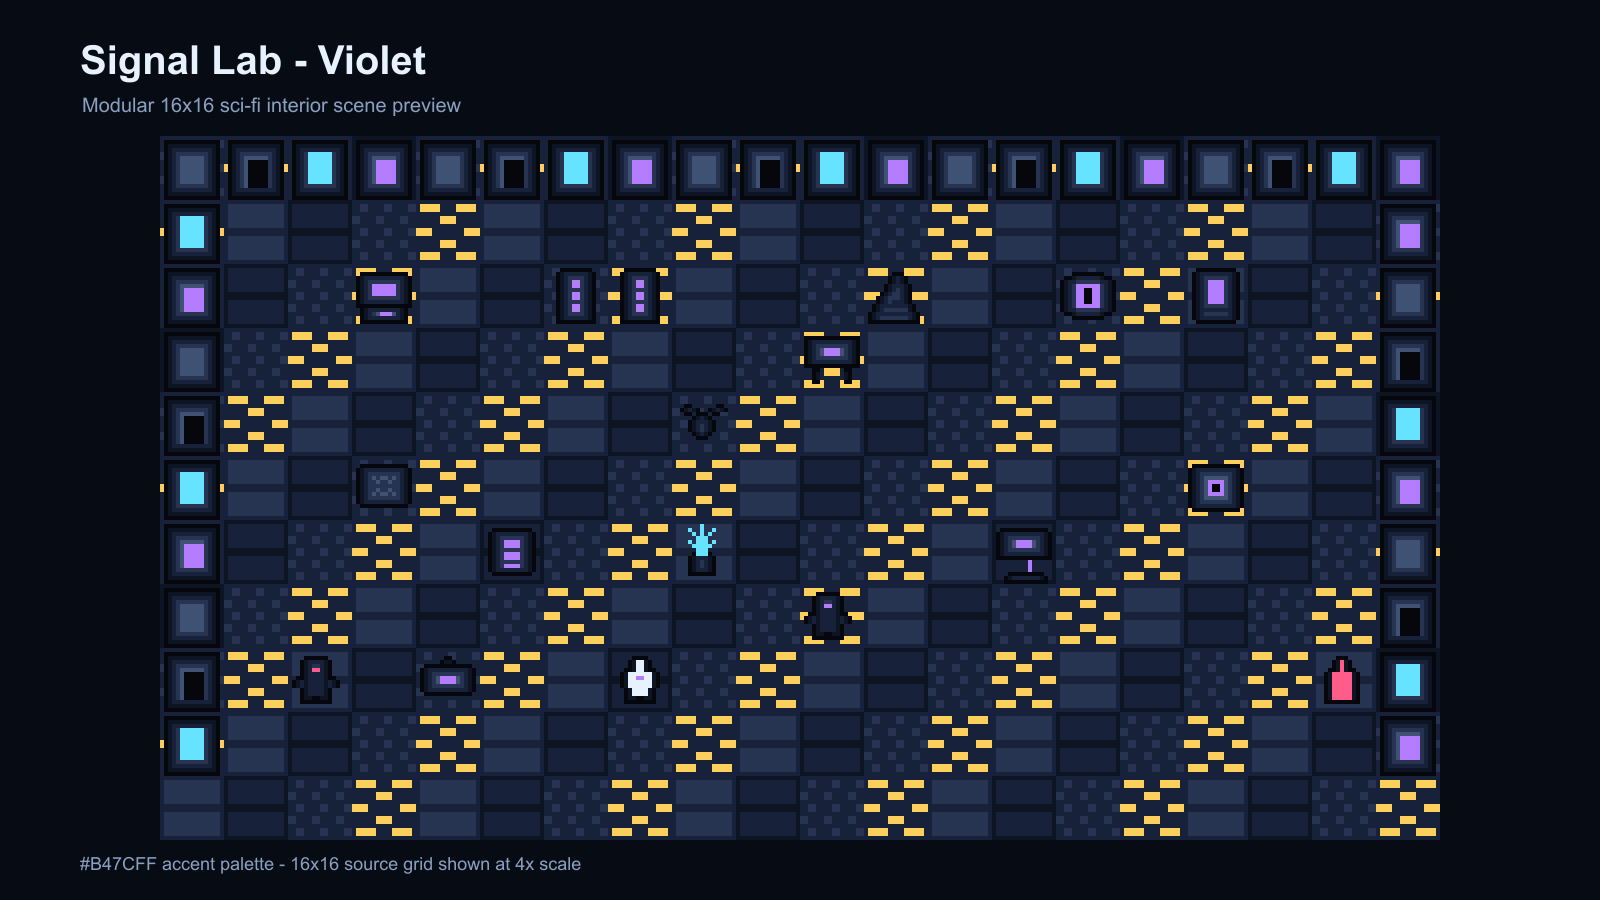 Signal Lab - Violet
Modular 16x16 sci-fi interior scene preview
#B47CFF accent palette - 16x16 source grid shown at 4x scale